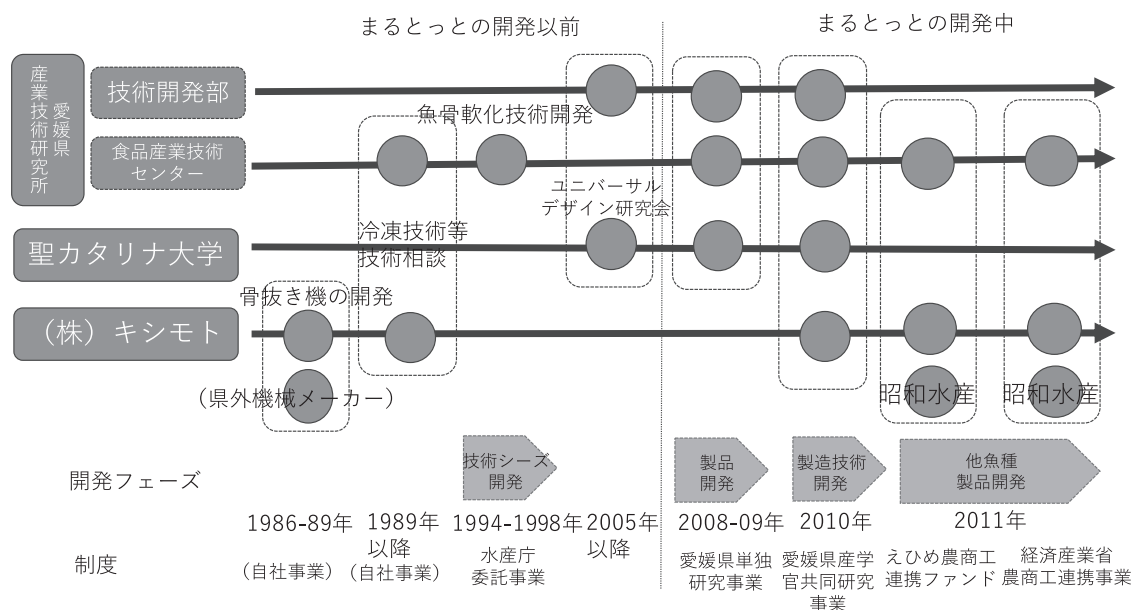 まるとっとの開発以前
まるとっとの開発中
愛媛県
産業技術研究所
技術開発部
食品産業技術
センター
聖カタリナ大学
（株）キシモト
魚骨軟化技術開発
ユニバーサル
デザイン研究会
冷凍技術等
技術相談
骨抜き機の開発
（県外機械メーカー）
昭和水産
昭和水産
開発フェーズ
技術シーズ
開発
製品
開発
製造技術
開発
他魚種
製品開発
制度
1986-89年
（自社事業）
1989年
以降
（自社事業）
1994-1998年
水産庁
委託事業
2005年
以降
2008-09年
愛媛県単独
研究事業
2010年
愛媛県産学
官共同研究
事業
2011年
えひめ農商工
連携ファンド
経済産業省
農商工連携事業